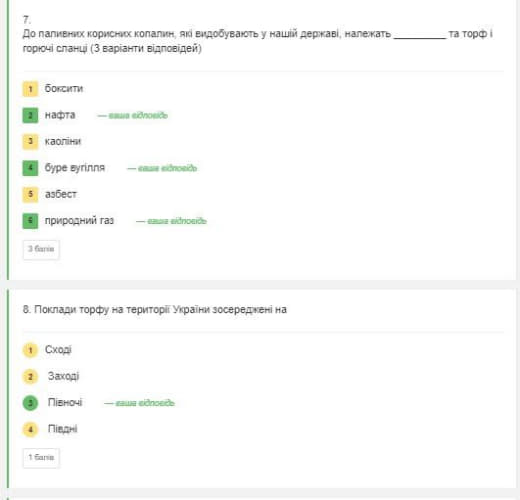 7.
До паливних корисних копалин, які видобувають у нашій державі, належать __________ та торф і
горючі сланці (3 варіанти відповідей)
1 боксити
2 нафта — ваша відповідь
3 каоліни
4 буре вугілля — ваша відповідь
5 азбест
6 природний газ — ваша відповідь
3 балів
8. Поклади торфу на території України зосереджені на
1 Сході
2 Заході
3 Півночі — ваша відповідь
4 Півдні
1 балів